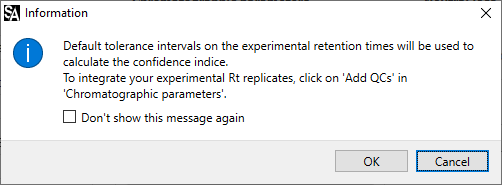 SA Information
Default tolerance intervals on the experimental retention times will be used to
calculate the confidence indice.
To integrate your experimental Rt replicates, click on 'Add QCs' in
'Chromatographic parameters'.
Don't show this message again
OK
Cancel